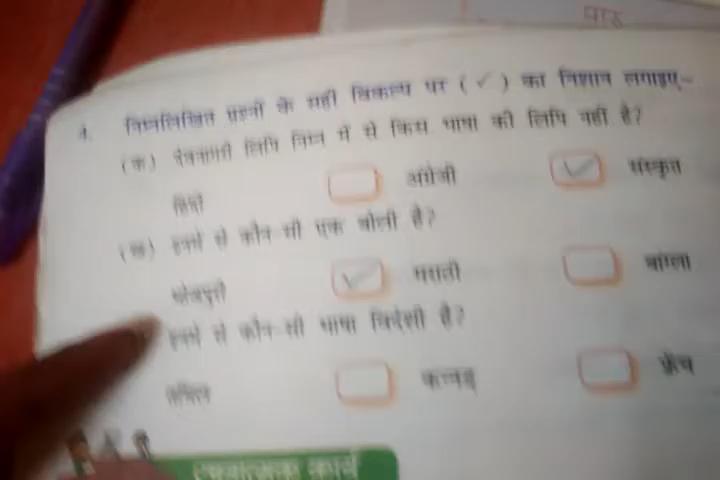 पाठ
4. निम्नलिखित प्रश्नों के सही विकल्प पर (✓) का निशान लगाइए–
(क) देवनागरी लिपि निम्न में से किस भाषा की लिपि नहीं है?
हिंदी अंग्रेजी ✓ संस्कृत
(ख) इनमें से कौन-सी एक बोली है?
भोजपुरी ✓ मराठी बांग्ला
इनमें से कौन-सी भाषा विदेशी है?
तमिल कन्नड़ फ्रेंच
रचनात्मक कार्य